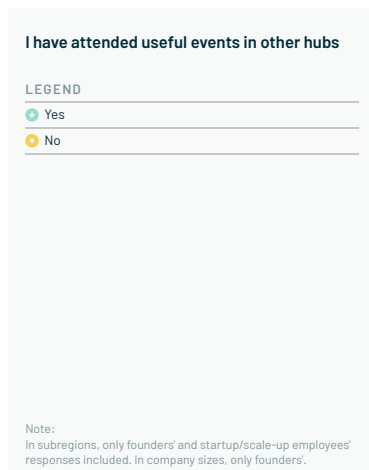 I have attended useful events in other hubs
LEGEND
Yes
No
Note:
In subregions, only founders' and startup/scale-up employees'
responses included. In company sizes, only founders'.